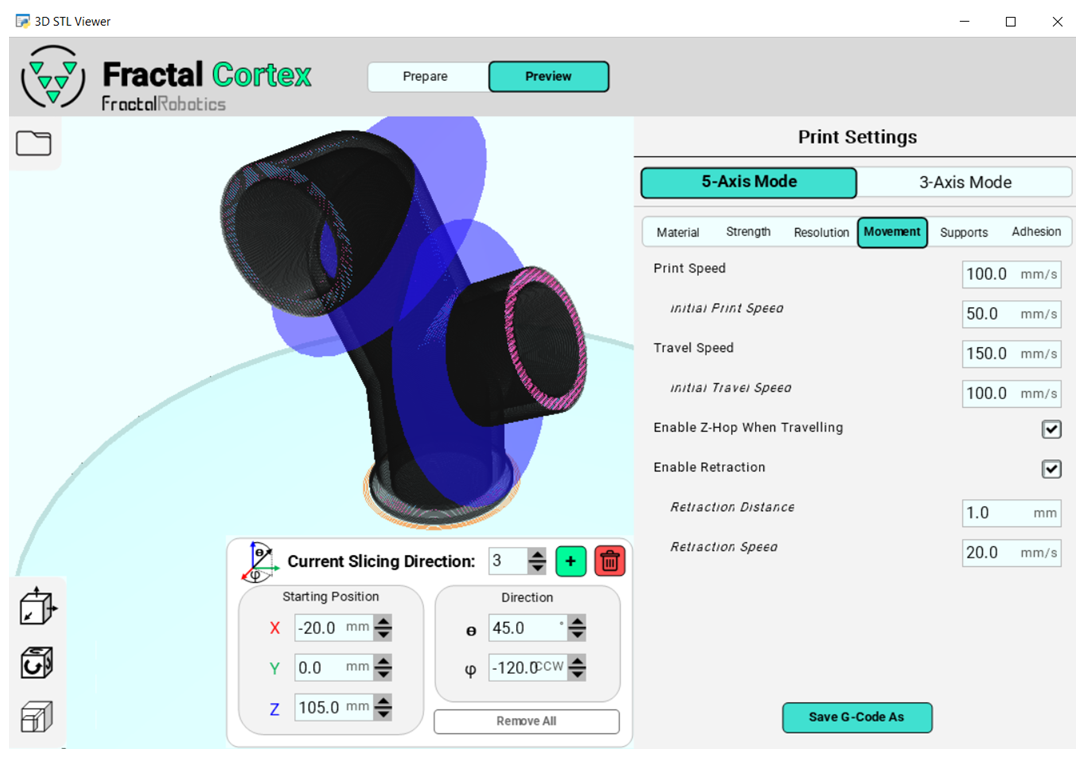 3D STL Viewer
Fractal Cortex
FractalRobotics
Prepare
Preview
Print Settings
5-Axis Mode
3-Axis Mode
Material
Strength
Resolution
Movement
Supports
Adhesion
Print Speed
100.0 mm/s
Initial Print Speed
50.0 mm/s
Travel Speed
150.0 mm/s
Initial Travel Speed
100.0 mm/s
Enable Z-Hop When Travelling
Enable Retraction
Retraction Distance
1.0 mm
Retraction Speed
20.0 mm/s
Save G-Code As
Current Slicing Direction: 3 +
Starting Position
X -20.0 mm
Y 0.0 mm
Z 105.0 mm
Direction
θ 45.0 °
φ -120.0 CCW
Remove All
θ
φ